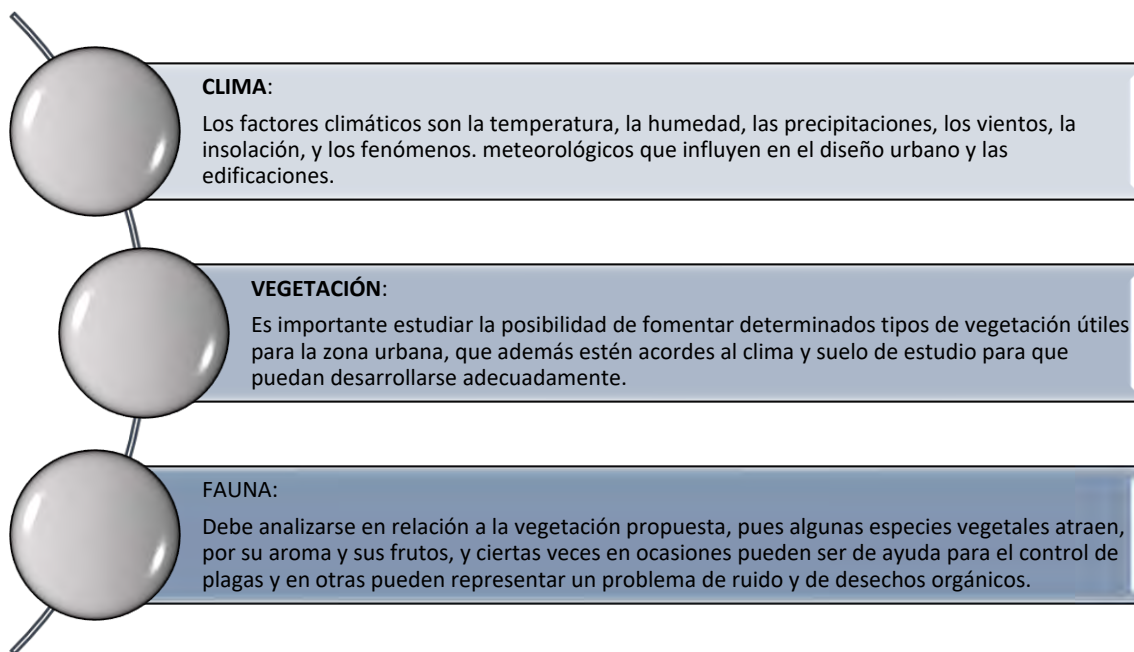 CLIMA:
Los factores climáticos son la temperatura, la humedad, las precipitaciones, los vientos, la
insolación, y los fenómenos. meteorológicos que influyen en el diseño urbano y las
edificaciones.
VEGETACIÓN:
Es importante estudiar la posibilidad de fomentar determinados tipos de vegetación útiles
para la zona urbana, que además estén acordes al clima y suelo de estudio para que
puedan desarrollarse adecuadamente.
FAUNA:
Debe analizarse en relación a la vegetación propuesta, pues algunas especies vegetales atraen,
por su aroma y sus frutos, y ciertas veces en ocasiones pueden ser de ayuda para el control de
plagas y en otras pueden representar un problema de ruido y de desechos orgánicos.